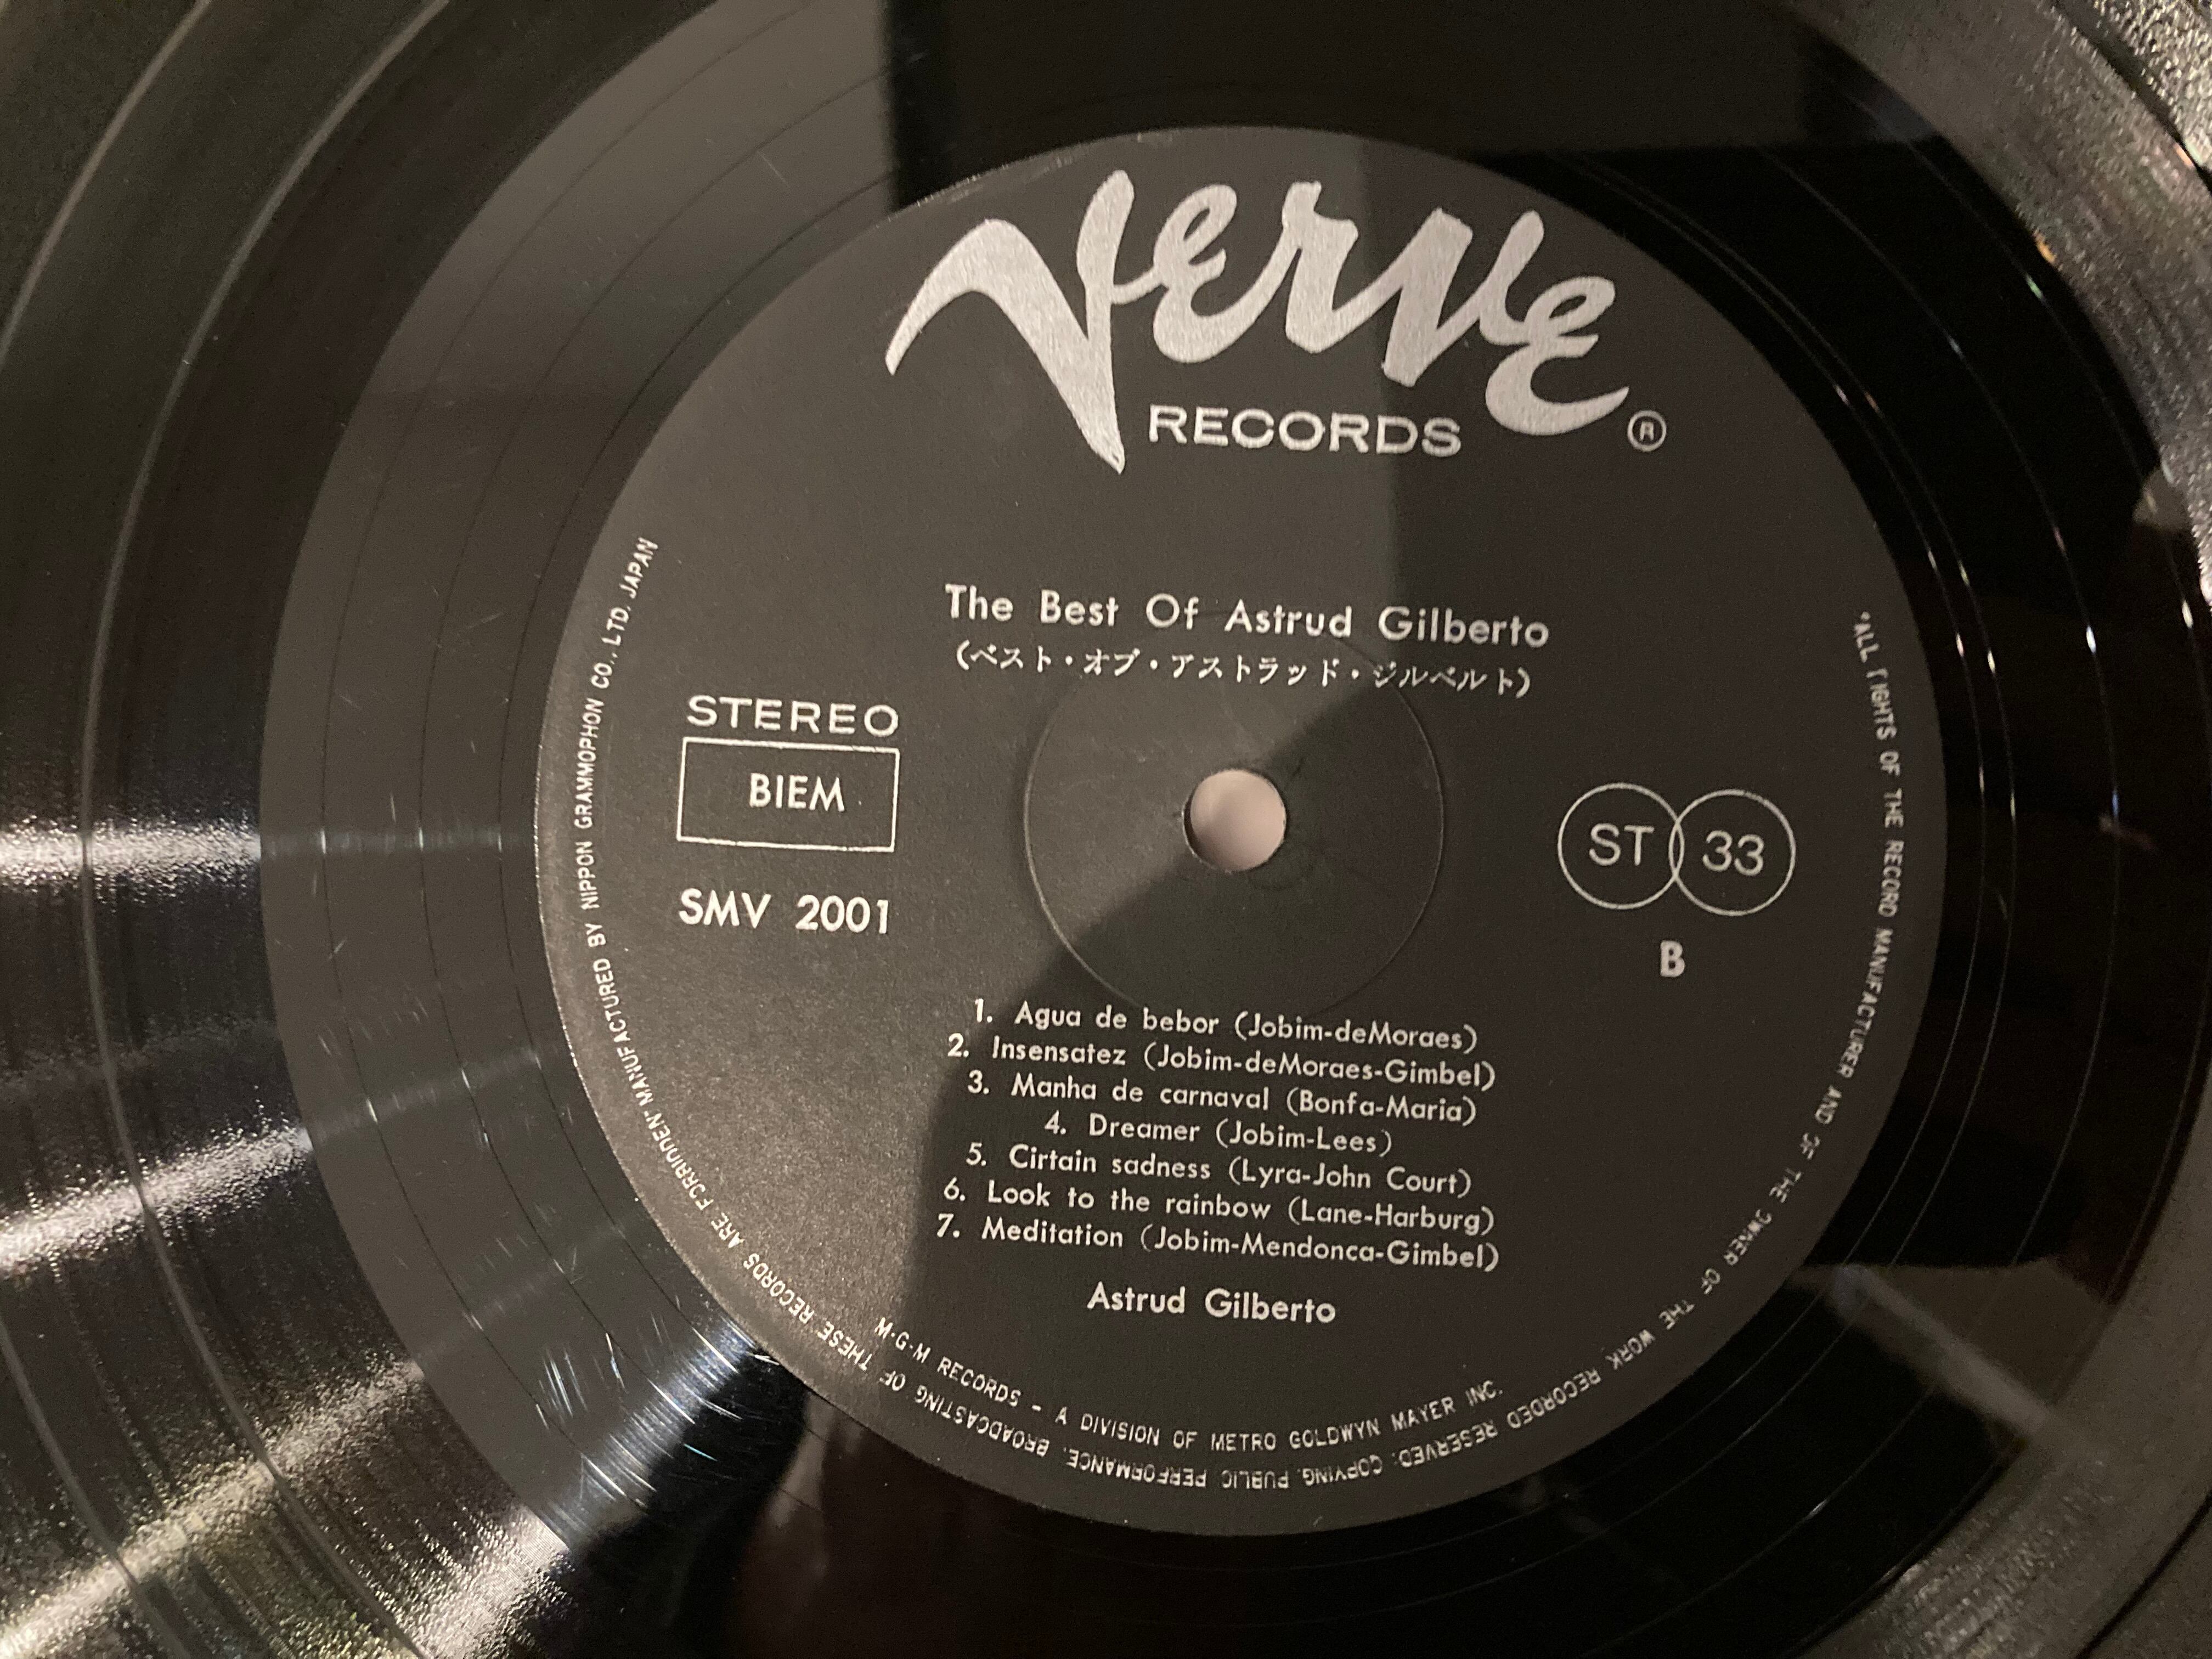 Verve
RECORDS ®
The Best Of Astrud Gilberto
(ベスト・オブ・アストラッド・ジルベルト)
STEREO
BIEM
SMV 2001
ST 33
B
1. Agua de bebor (Jobim-deMoraes)
2. Insensatez (Jobim-deMoraes-Gimbel)
3. Manha de carnaval (Bonfa-Maria)
4. Dreamer (Jobim-Lees)
5. Cirtain sadness (Lyra-John Court)
6. Look to the rainbow (Lane-Harburg)
7. Meditation (Jobim-Mendonca-Gimbel)
Astrud Gilberto
M·G·M RECORDS - A DIVISION OF METRO GOLDWYN MAYER INC.
"ALL RIGHTS OF THE RECORD MANUFACTURER AND OF THE OWNER OF THE WORK RECORDED RESERVED. COPYING. PUBLIC PERFORMANCE. BROADCASTING OF THESE RECORDS ARE FORRINNEN" MANUFACTURED BY NIPPON GRAMMOPHON CO., LTD. JAPAN